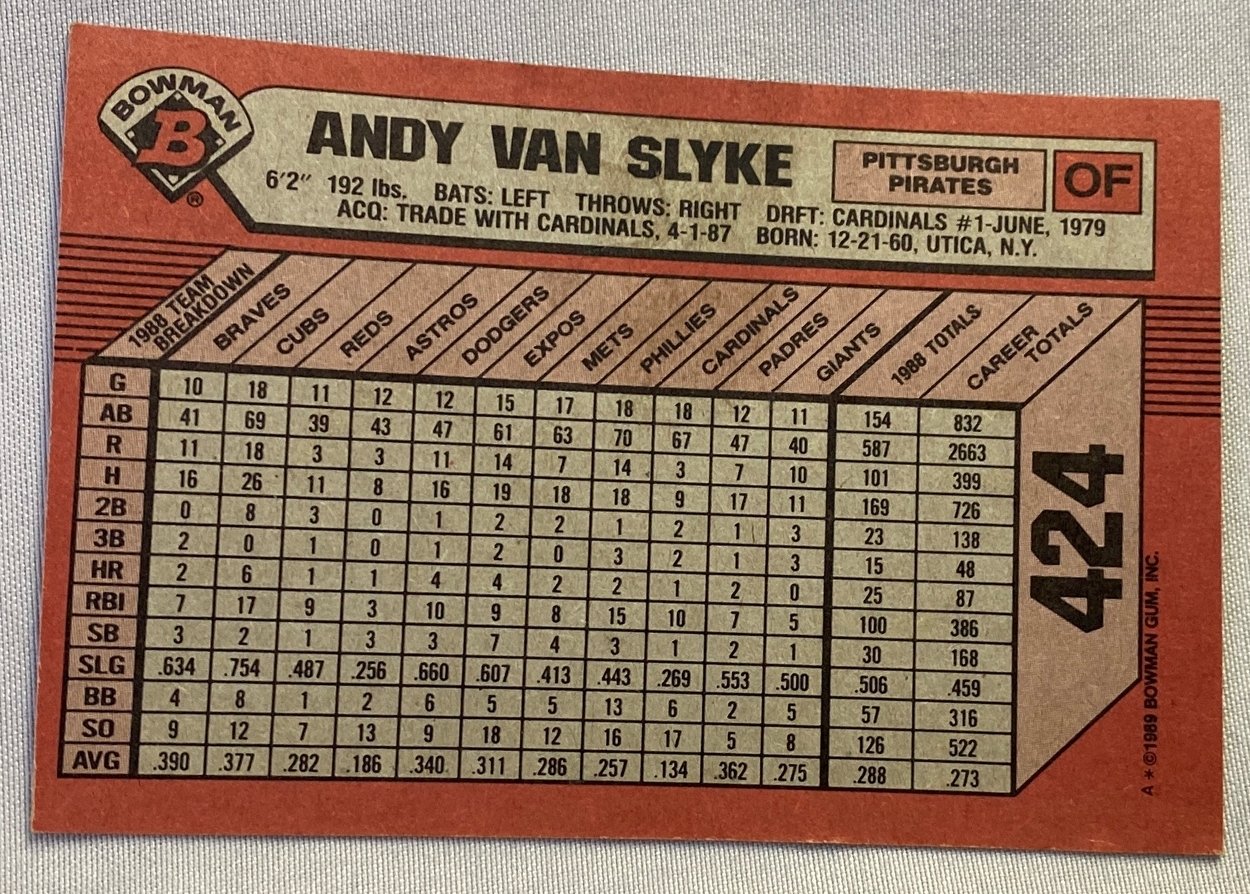 BOWMAN
B
®
ANDY VAN SLYKE
PITTSBURGH
PIRATES
OF
6'2" 192 lbs. BATS: LEFT THROWS: RIGHT DRFT: CARDINALS #1-JUNE, 1979
ACQ: TRADE WITH CARDINALS, 4-1-87 BORN: 12-21-60, UTICA, N.Y.
1988 TEAM
BREAKDOWN
BRAVES CUBS REDS ASTROS DODGERS EXPOS METS PHILLIES CARDINALS PADRES GIANTS 1988 TOTALS CAREER TOTALS
G 10 18 11 12 12 15 17 18 18 12 11 154 832
AB 41 69 39 43 47 61 63 70 67 47 40 587 2663
R 11 18 3 3 11 14 7 14 3 7 10 101 399
H 16 26 11 8 16 19 18 18 9 17 11 169 726
2B 0 8 3 0 1 2 2 1 2 1 3 23 138
3B 2 0 1 0 1 2 0 3 2 1 3 15 48
HR 2 6 1 1 4 4 2 2 1 2 0 25 87
RBI 7 17 9 3 10 9 8 15 10 7 5 100 386
SB 3 2 1 3 3 7 4 3 1 2 1 30 168
SLG .634 .754 .487 .256 .660 .607 .413 .443 .269 .553 .500 .506 .459
BB 4 8 1 2 6 5 5 13 6 2 5 57 316
SO 9 12 7 13 9 18 12 16 17 5 8 126 522
AVG .390 .377 .282 .186 .340 .311 .286 .257 .134 .362 .275 .288 .273
424
A * ©1989 BOWMAN GUM, INC.